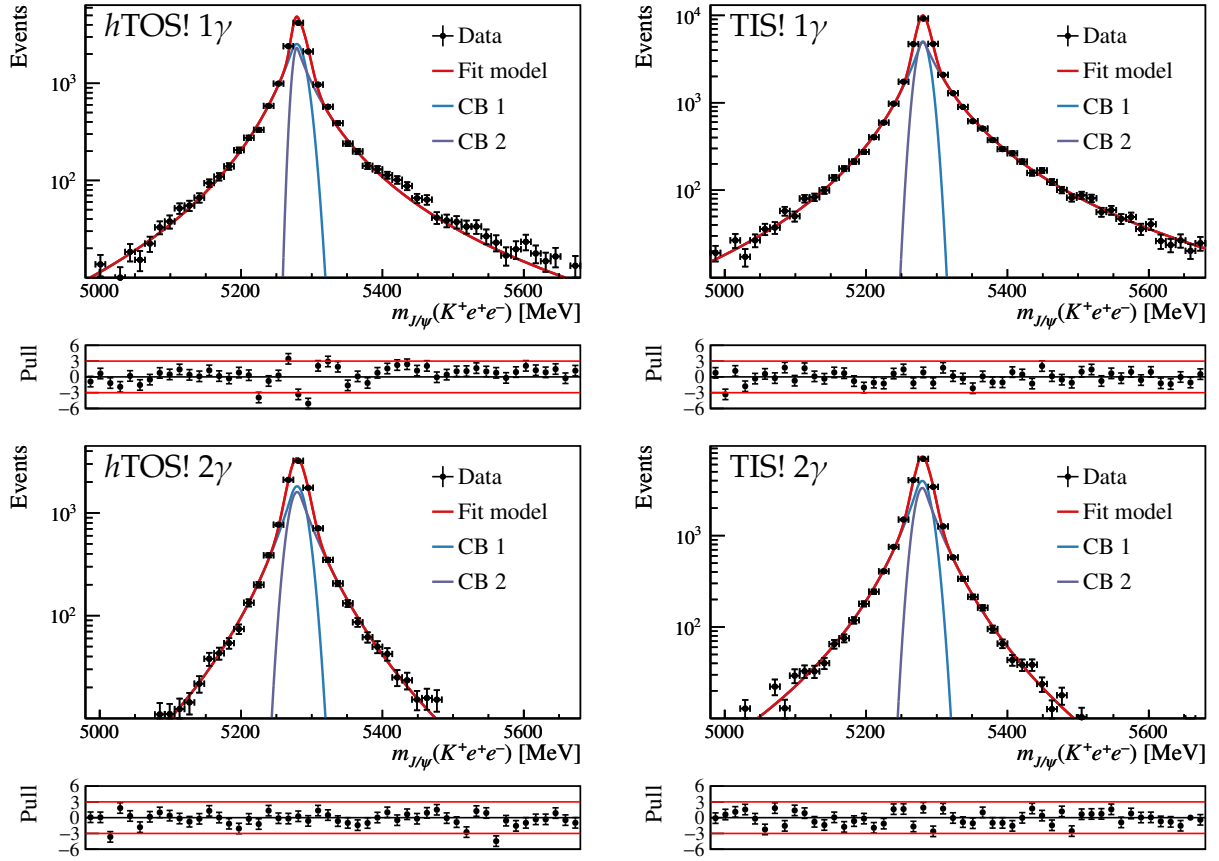 hTOS! 1γ
Events
10³
10²
Data
Fit model
CB 1
CB 2
5000 5200 5400 5600
m_{J/ψ}(K⁺e⁺e⁻) [MeV]
Pull
6
3
0
−3
−6
TIS! 1γ
Events
10⁴
10³
10²
Data
Fit model
CB 1
CB 2
5000 5200 5400 5600
m_{J/ψ}(K⁺e⁺e⁻) [MeV]
Pull
6
3
0
−3
−6
hTOS! 2γ
Events
10³
10²
Data
Fit model
CB 1
CB 2
5000 5200 5400 5600
m_{J/ψ}(K⁺e⁺e⁻) [MeV]
Pull
6
3
0
−3
−6
TIS! 2γ
Events
10³
10²
Data
Fit model
CB 1
CB 2
5000 5200 5400 5600
m_{J/ψ}(K⁺e⁺e⁻) [MeV]
Pull
6
3
0
−3
−6